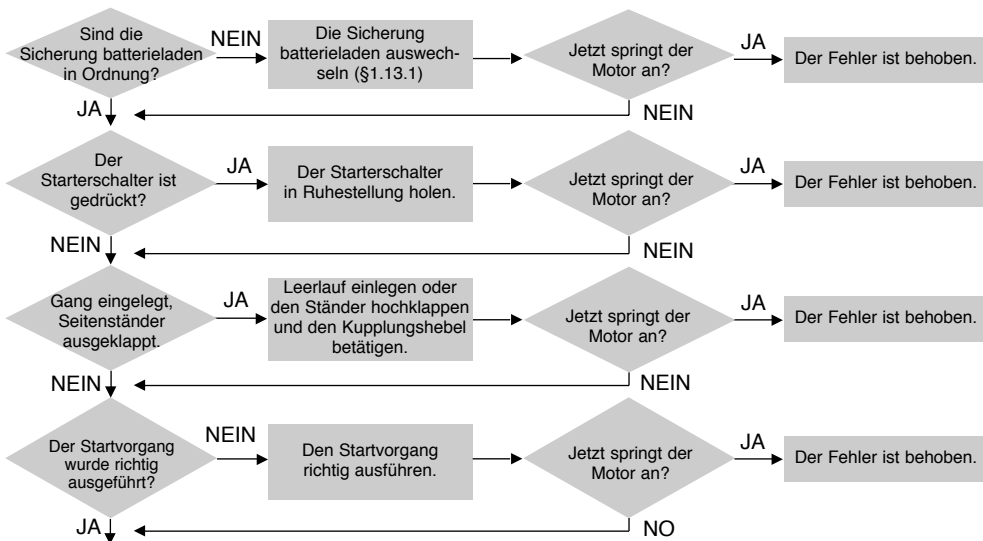 Sind die
Sicherung batterieladen
in Ordnung?
NEIN
Die Sicherung
batterieladen auswech-
seln (§1.13.1)
Jetzt springt der
Motor an?
JA
Der Fehler ist behoben.
JA
NEIN
Der
Starterschalter ist
gedrückt?
JA
Der Starterschalter
in Ruhestellung holen.
Jetzt springt der
Motor an?
JA
Der Fehler ist behoben.
NEIN
NEIN
Gang eingelegt,
Seitenständer
ausgeklappt.
JA
Leerlauf einlegen oder
den Ständer hochklappen
und den Kupplungshebel
betätigen.
Jetzt springt der
Motor an?
JA
Der Fehler ist behoben.
NEIN
NEIN
Der Startvorgang
wurde richtig
ausgeführt?
NEIN
Den Startvorgang
richtig ausführen.
Jetzt springt der
Motor an?
JA
Der Fehler ist behoben.
JA
NO